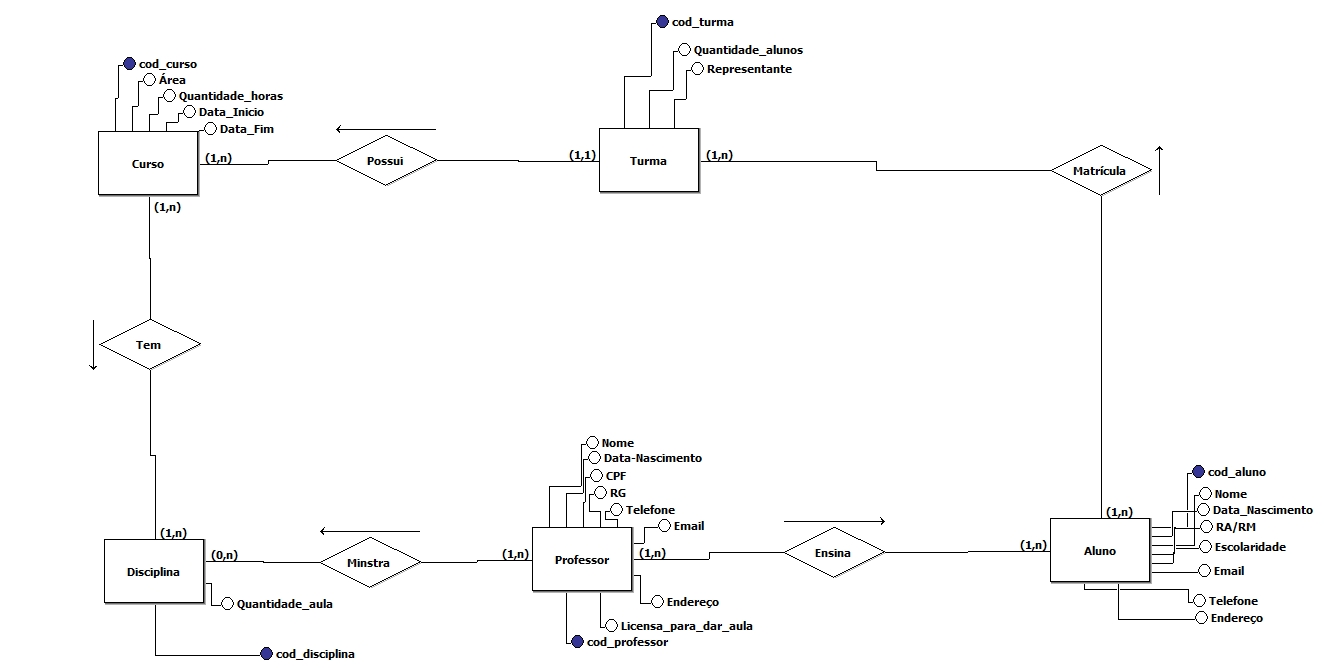 cod_turma
Quantidade_alunos
Representante
cod_curso
Área
Quantidade_horas
Data_Inicio
Data_Fim
Curso
(1,n)
Possui
(1,1)
Turma
(1,n)
Matrícula
(1,n)
Tem
(1,n)
Disciplina
(0,n)
Quantidade_aula
cod_disciplina
Minstra
Nome
Data-Nascimento
CPF
RG
Telefone
Email
(1,n)
Professor
(1,n)
Endereço
Licensa_para_dar_aula
cod_professor
Ensina
(1,n)
(1,n)
Aluno
cod_aluno
Nome
Data_Nascimento
RA/RM
Escolaridade
Email
Telefone
Endereço